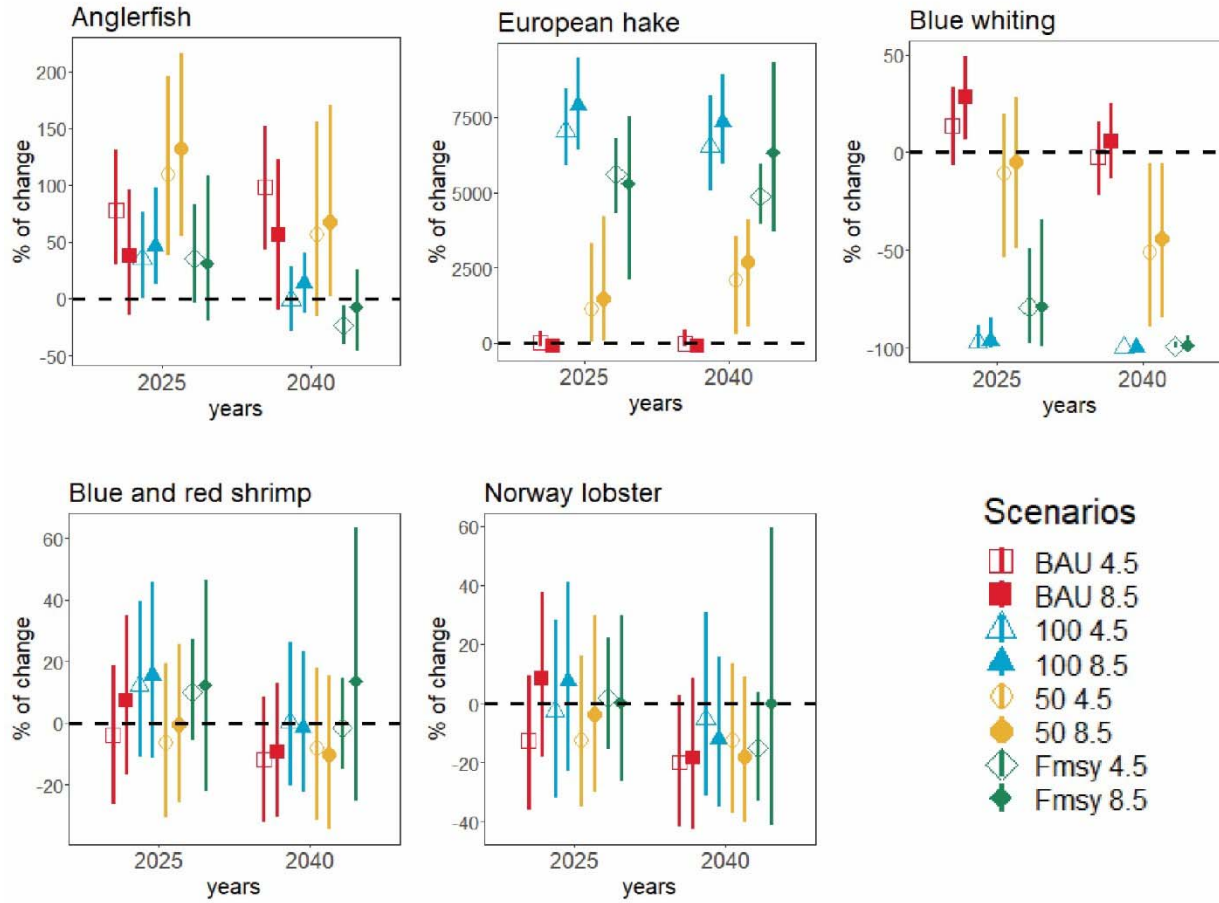 Anglerfish
% of change
200
150
100
50
0
-50
2025
2040
years
European hake
% of change
7500
5000
2500
0
2025
2040
years
Blue whiting
% of change
50
0
-50
-100
2025
2040
years
Blue and red shrimp
% of change
60
40
20
0
-20
2025
2040
years
Norway lobster
% of change
60
40
20
0
-20
-40
2025
2040
years
Scenarios
BAU 4.5
BAU 8.5
100 4.5
100 8.5
50 4.5
50 8.5
Fmsy 4.5
Fmsy 8.5